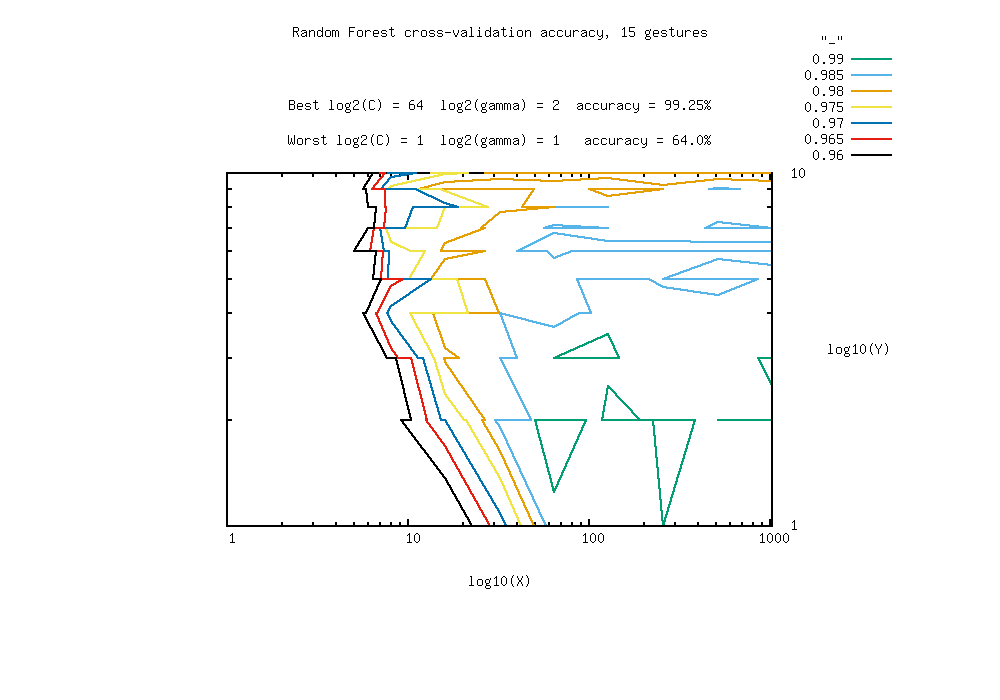 Random Forest cross-validation accuracy, 15 gestures
"_"
0.99
0.985
0.98
0.975
0.97
0.965
0.96
Best log2(C) = 64  log2(gamma) = 2  accuracy = 99.25%
Worst log2(C) = 1  log2(gamma) = 1   accuracy = 64.0%
10
log10(Y)
1
1 10 100 1000
log10(X)